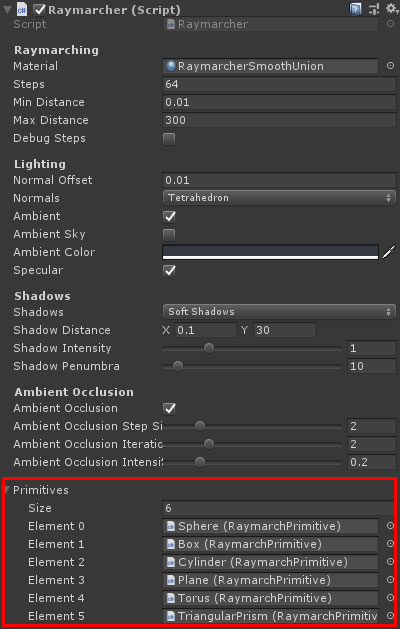 Raymarcher (Script)
Script Raymarcher
Raymarching
Material RaymarcherSmoothUnion
Steps 64
Min Distance 0.01
Max Distance 300
Debug Steps
Lighting
Normal Offset 0.01
Normals Tetrahedron
Ambient
Ambient Sky
Ambient Color
Specular
Shadows
Shadows Soft Shadows
Shadow Distance X 0.1 Y 30
Shadow Intensity 1
Shadow Penumbra 10
Ambient Occlusion
Ambient Occlusion
Ambient Occlusion Step Si 2
Ambient Occlusion Iteratic 2
Ambient Occlusion Intensi 0.2
Primitives
Size 6
Element 0 Sphere (RaymarchPrimitive)
Element 1 Box (RaymarchPrimitive)
Element 2 Cylinder (RaymarchPrimitive)
Element 3 Plane (RaymarchPrimitive)
Element 4 Torus (RaymarchPrimitive)
Element 5 TriangularPrism (RaymarchPrimitiv